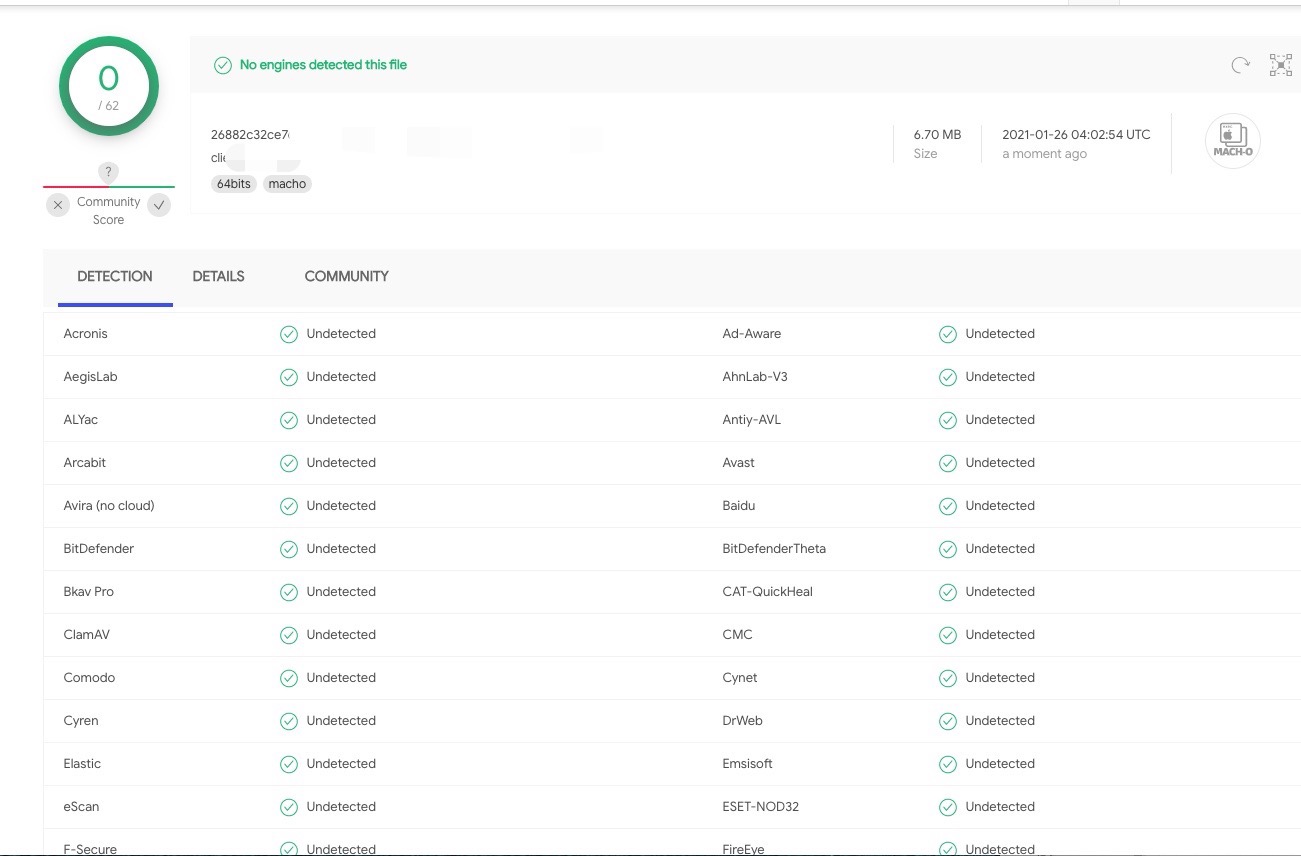 0
/ 62
No engines detected this file
26882c32ce7
clie
64bits macho
6.70 MB
Size
2021-01-26 04:02:54 UTC
a moment ago
MACH-O
?
Community
Score
DETECTION DETAILS COMMUNITY
Acronis Undetected Ad-Aware Undetected
AegisLab Undetected AhnLab-V3 Undetected
ALYac Undetected Antiy-AVL Undetected
Arcabit Undetected Avast Undetected
Avira (no cloud) Undetected Baidu Undetected
BitDefender Undetected BitDefenderTheta Undetected
Bkav Pro Undetected CAT-QuickHeal Undetected
ClamAV Undetected CMC Undetected
Comodo Undetected Cynet Undetected
Cyren Undetected DrWeb Undetected
Elastic Undetected Emsisoft Undetected
eScan Undetected ESET-NOD32 Undetected
F-Secure Undetected FireEye Undetected